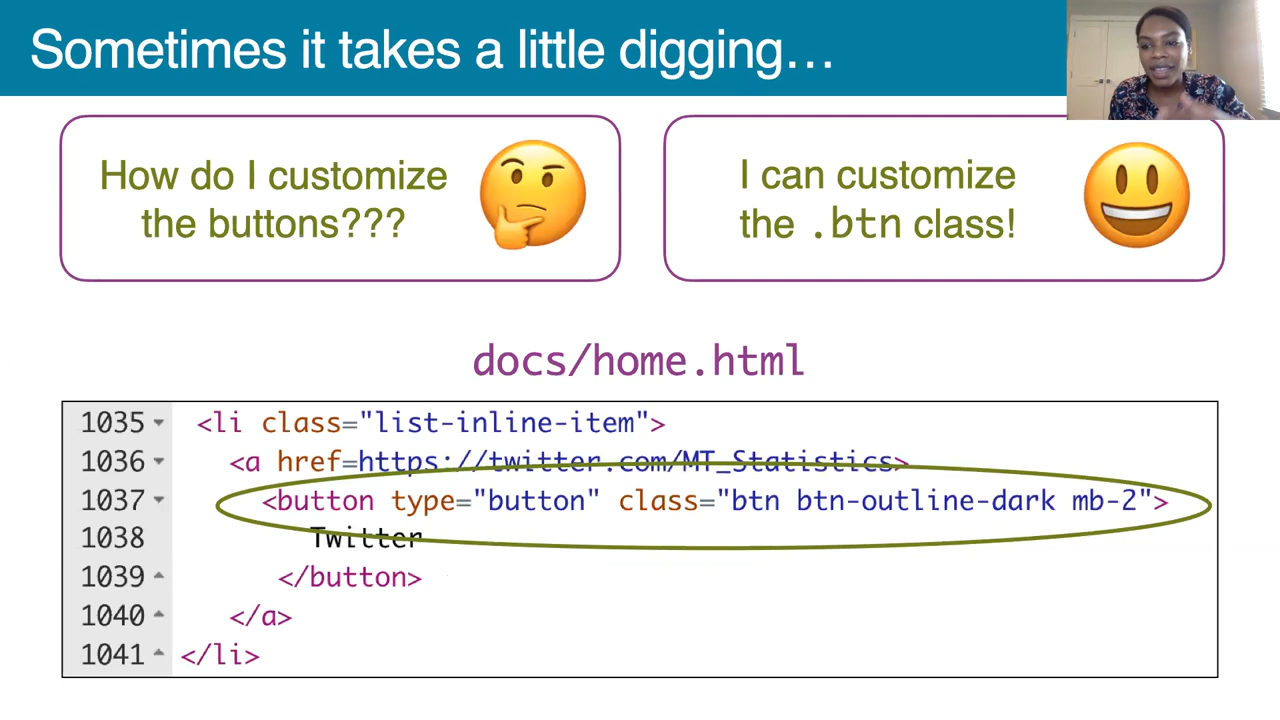 Sometimes it takes a little digging…
How do I customize
the buttons???
I can customize
the .btn class!
docs/home.html
1035 <li class="list-inline-item">
1036 <a href=https://twitter.com/MT_Statistics>
1037 <button type="button" class="btn btn-outline-dark mb-2">
1038 Twitter
1039 </button>
1040 </a>
1041 </li>